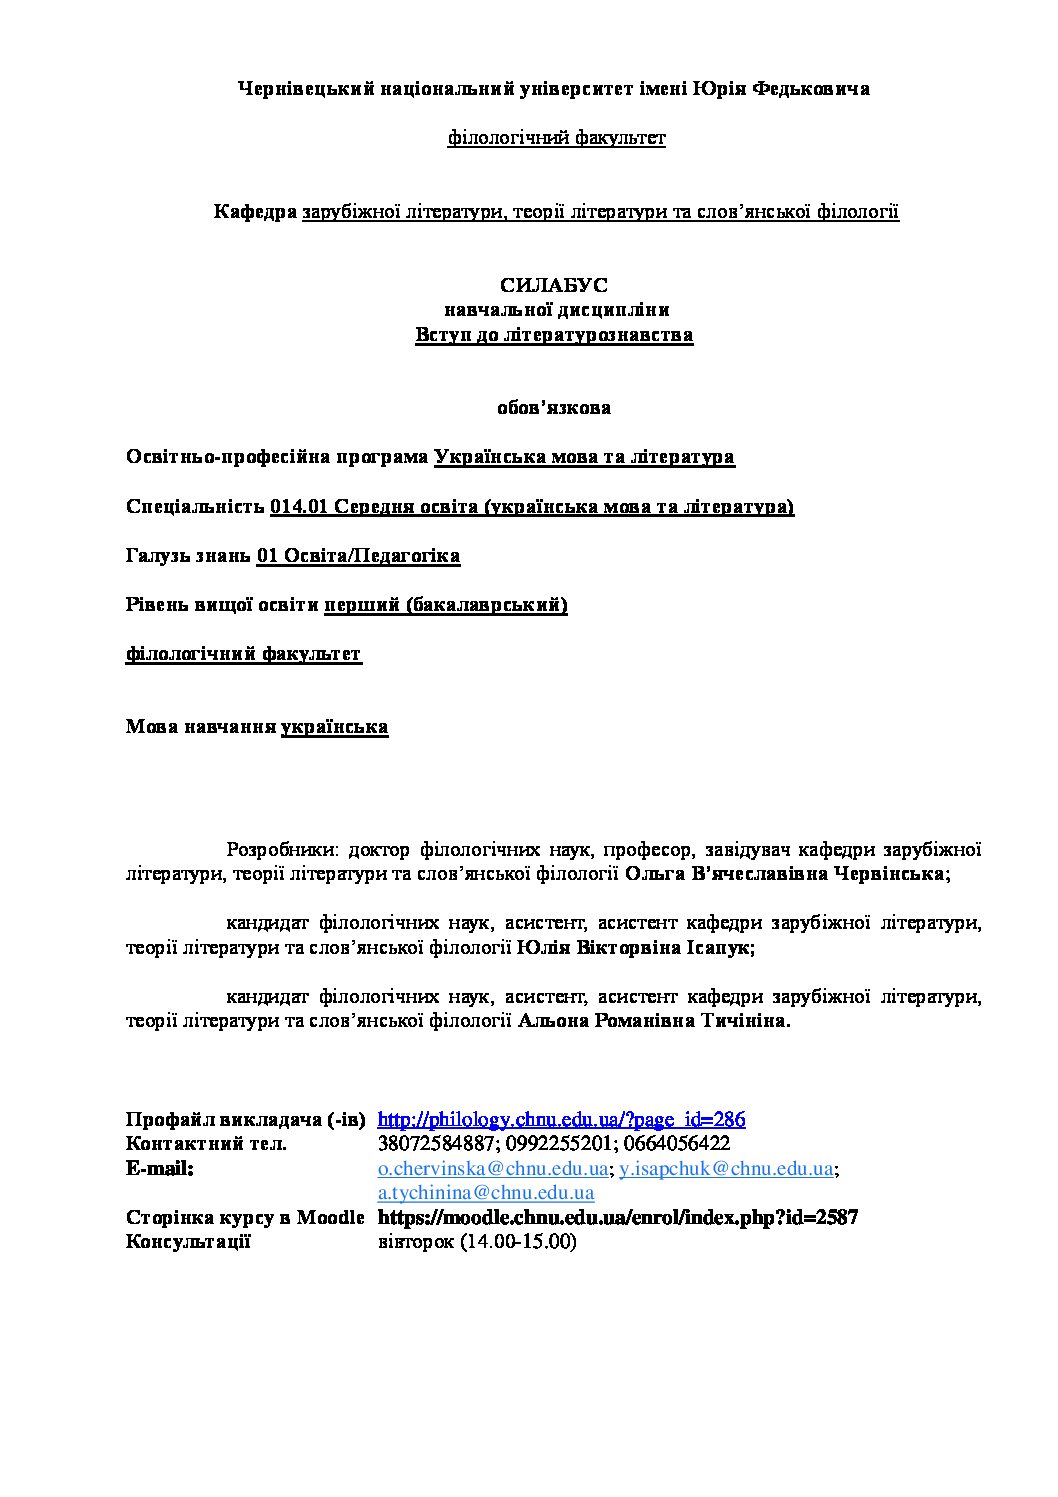 Чернівецький національний університет імені Юрія Федьковича
філологічний факультет
Кафедра зарубіжної літератури, теорії літератури та слов’янської філології
СИЛАБУС
навчальної дисципліни
Вступ до літературознавства
обов’язкова
Освітньо-професійна програма Українська мова та література
Спеціальність 014.01 Середня освіта (українська мова та література)
Галузь знань 01 Освіта/Педагогіка
Рівень вищої освіти перший (бакалаврський)
філологічний факультет
Мова навчання українська
Розробники: доктор філологічних наук, професор, завідувач кафедри зарубіжної
літератури, теорії літератури та слов’янської філології Ольга В’ячеславівна Червінська;
кандидат філологічних наук, асистент, асистент кафедри зарубіжної літератури,
теорії літератури та слов’янської філології Юлія Вікторвіна Ісапук;
кандидат філологічних наук, асистент, асистент кафедри зарубіжної літератури,
теорії літератури та слов’янської філології Альона Романівна Тичініна.
Профайл викладача (-ів) http://philology.chnu.edu.ua/?page_id=286
Контактний тел. 38072584887; 0992255201; 0664056422
E-mail: o.chervinska@chnu.edu.ua; y.isapchuk@chnu.edu.ua;
a.tychinina@chnu.edu.ua
Сторінка курсу в Moodle https://moodle.chnu.edu.ua/enrol/index.php?id=2587
Консультації вівторок (14.00-15.00)